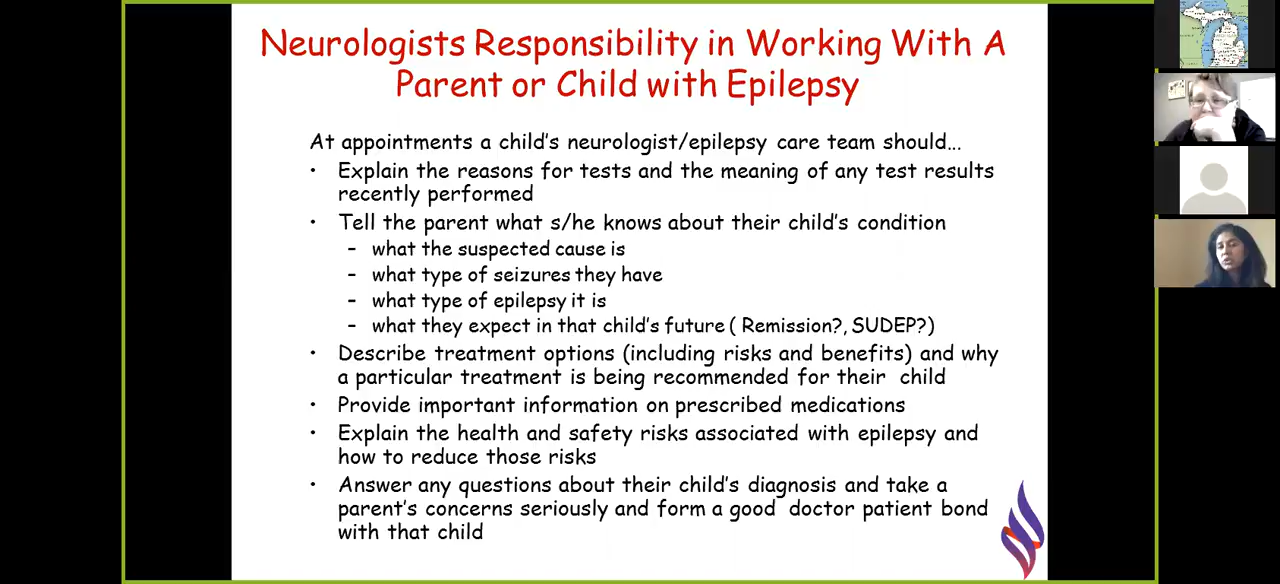 Neurologists Responsibility in Working With A
Parent or Child with Epilepsy
At appointments a child's neurologist/epilepsy care team should...
• Explain the reasons for tests and the meaning of any test results
recently performed
• Tell the parent what s/he knows about their child's condition
– what the suspected cause is
– what type of seizures they have
– what type of epilepsy it is
– what they expect in that child's future ( Remission?, SUDEP?)
• Describe treatment options (including risks and benefits) and why
a particular treatment is being recommended for their child
• Provide important information on prescribed medications
• Explain the health and safety risks associated with epilepsy and
how to reduce those risks
• Answer any questions about their child's diagnosis and take a
parent's concerns seriously and form a good doctor patient bond
with that child